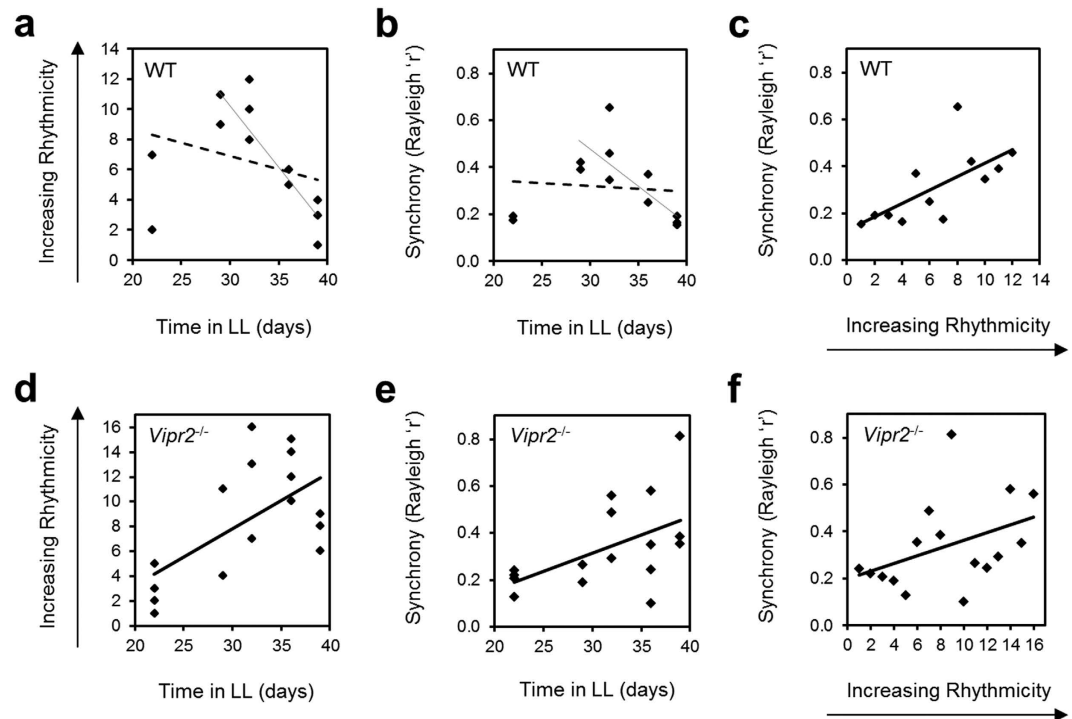 a
Increasing Rhythmicity
WT
14
12
10
8
6
4
2
0
20 25 30 35 40
Time in LL (days)
b
Synchrony (Rayleigh 'r')
WT
0.8
0.6
0.4
0.2
0.0
20 25 30 35 40
Time in LL (days)
c
Synchrony (Rayleigh 'r')
WT
0.8
0.6
0.4
0.2
0.0
0 2 4 6 8 10 12 14
Increasing Rhythmicity
d
Increasing Rhythmicity
Vipr2-/-
16
14
12
10
8
6
4
2
0
20 25 30 35 40
Time in LL (days)
e
Synchrony (Rayleigh 'r')
Vipr2-/-
0.8
0.6
0.4
0.2
0.0
20 25 30 35 40
Time in LL (days)
f
Synchrony (Rayleigh 'r')
Vipr2-/-
0.8
0.6
0.4
0.2
0.0
0 2 4 6 8 10 12 14 16
Increasing Rhythmicity